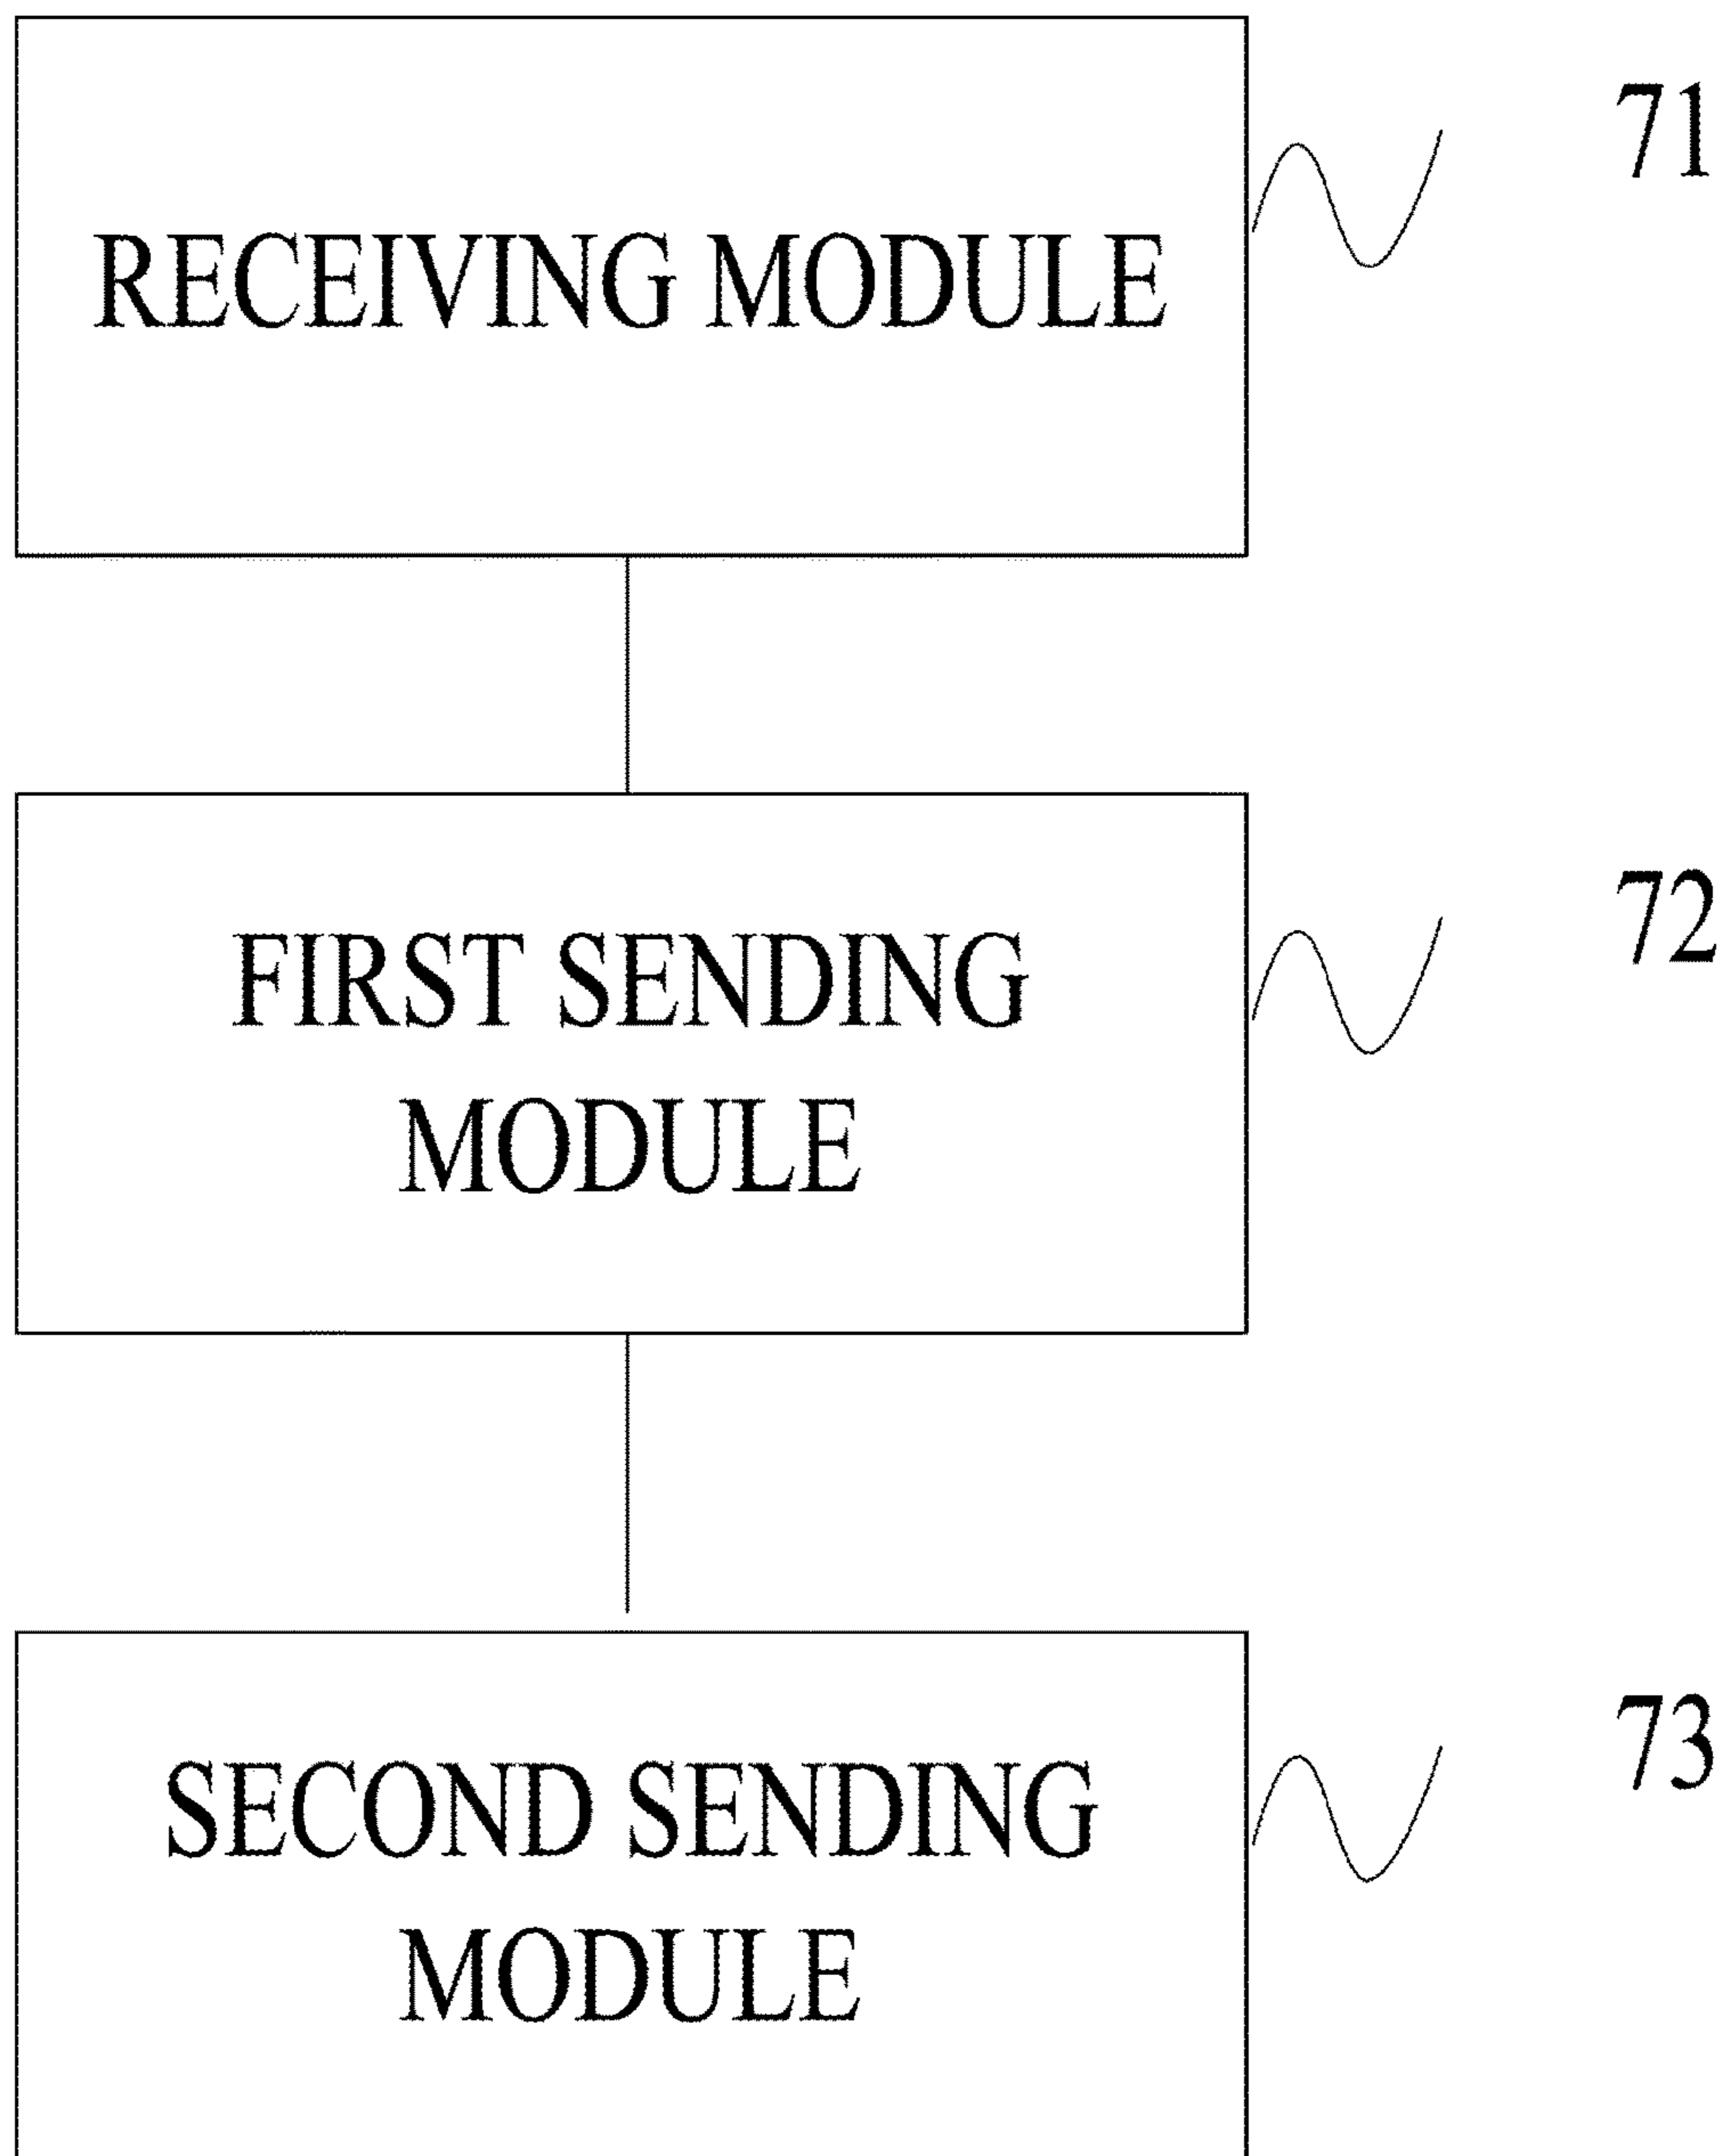 71
RECEIVING MODULE
72
FIRST SENDING
MODULE
73
SECOND SENDING
MODULE